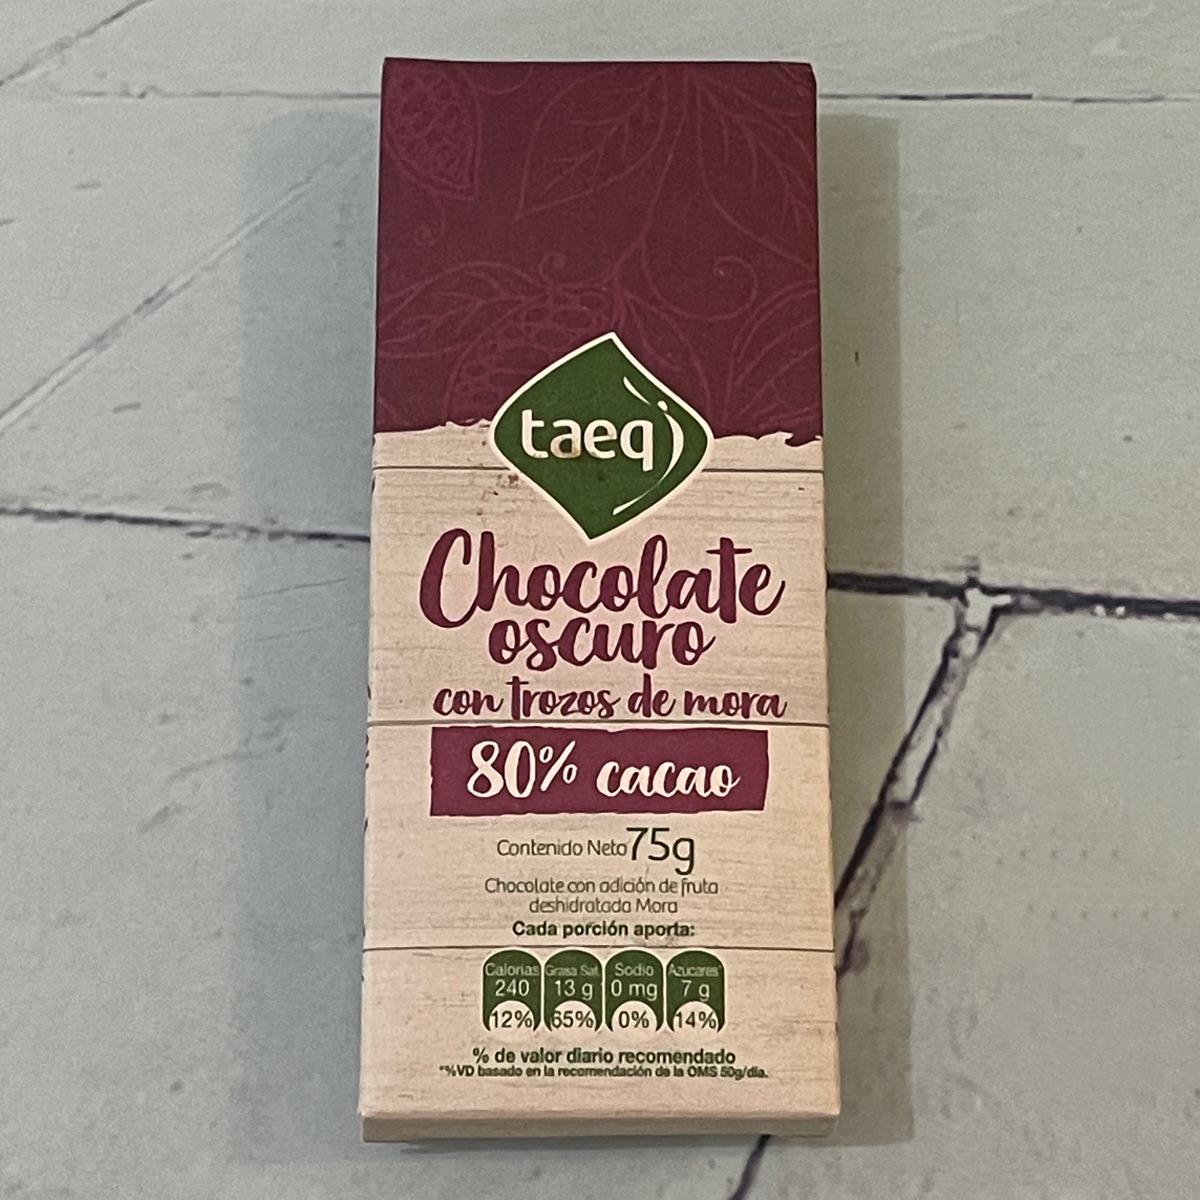 taeq
Chocolate
oscuro
con trozos de mora
80% cacao
Contenido Neto 75g
Chocolate con adición de fruta
deshidratada Mora
Cada porción aporta:
Calorías Grasa Sat. Sodio Azúcares*
240 13 g 0 mg 7 g
12% 65% 0% 14%
% de valor diario recomendado
*%VD basado en la recomendación de la OMS 50g/día.